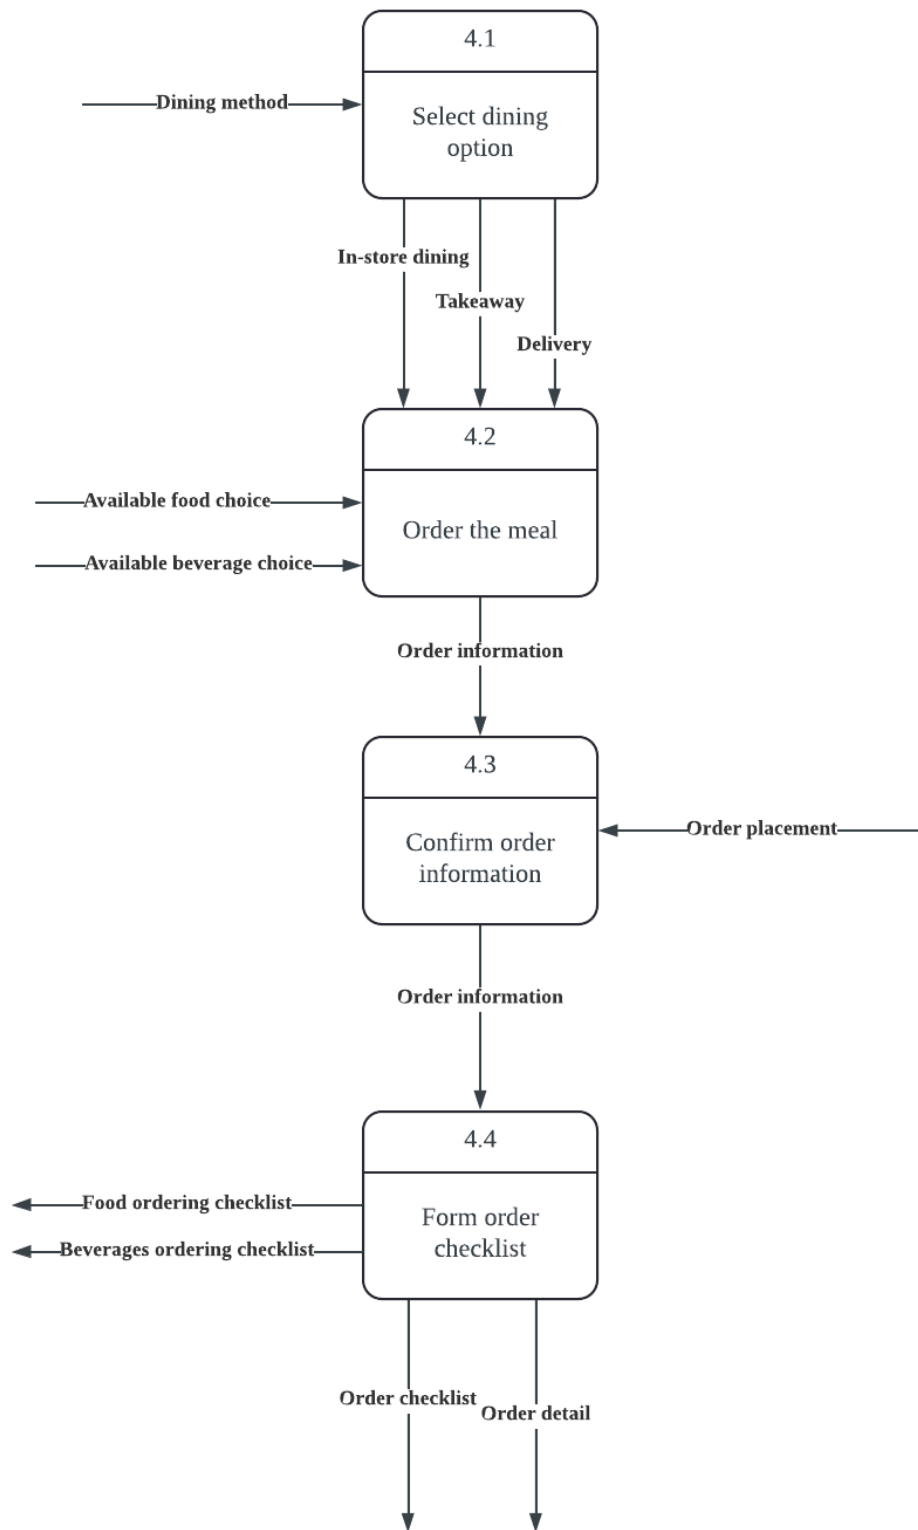 4.1
Dining method
Select dining
option
In-store dining
Takeaway
Delivery
4.2
Available food choice
Order the meal
Available beverage choice
Order information
4.3
Order placement
Confirm order
information
Order information
4.4
Food ordering checklist
Form order
checklist
Beverages ordering checklist
Order checklist
Order detail